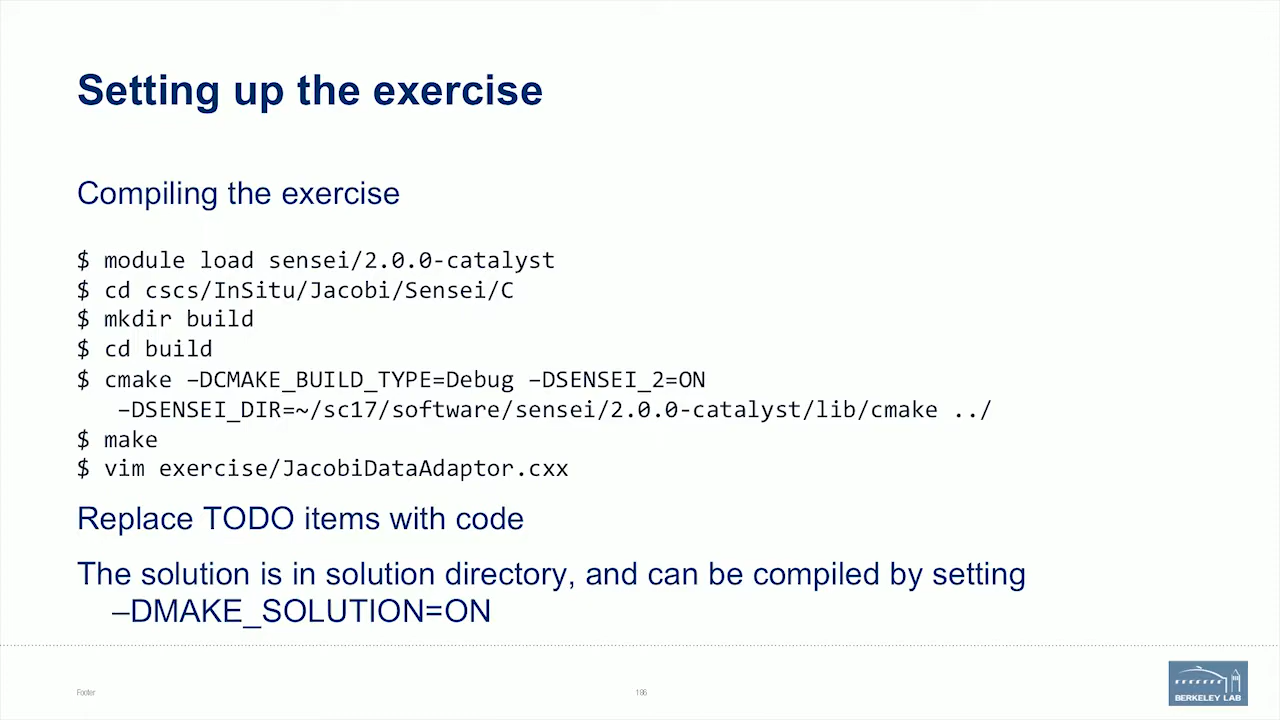 Setting up the exercise
Compiling the exercise
$ module load sensei/2.0.0-catalyst
$ cd cscs/InSitu/Jacobi/Sensei/C
$ mkdir build
$ cd build
$ cmake –DCMAKE_BUILD_TYPE=Debug –DSENSEI_2=ON
–DSENSEI_DIR=~/sc17/software/sensei/2.0.0-catalyst/lib/cmake ../
$ make
$ vim exercise/JacobiDataAdaptor.cxx
Replace TODO items with code
The solution is in solution directory, and can be compiled by setting
–DMAKE_SOLUTION=ON
Footer
186
BERKELEY LAB